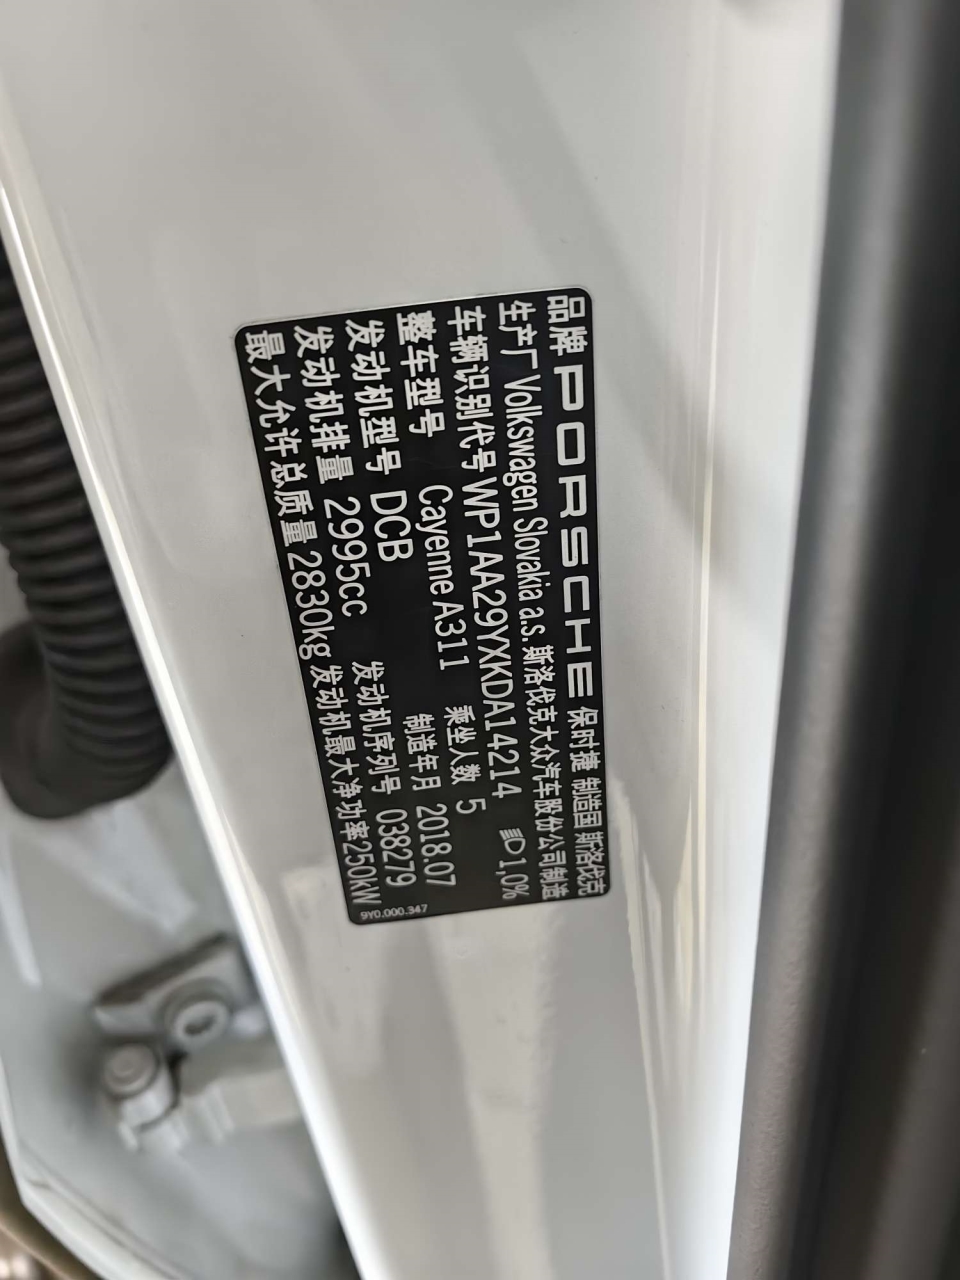 品牌 PORSCHE 保时捷 制造国 斯洛伐克
生产厂 Volkswagen Slovakia a.s. 斯洛伐克大众汽车股份公司制造
车辆识别代号 WP1AA29YXKDA14214 1,0%
整车型号 Cayenne A311 乘坐人数 5
发动机型号 DCB 制造年月 2018.07
发动机排量 2995cc 发动机序列号 038279
最大允许总质量 2830kg 发动机最大净功率250kW
9Y0.000.347